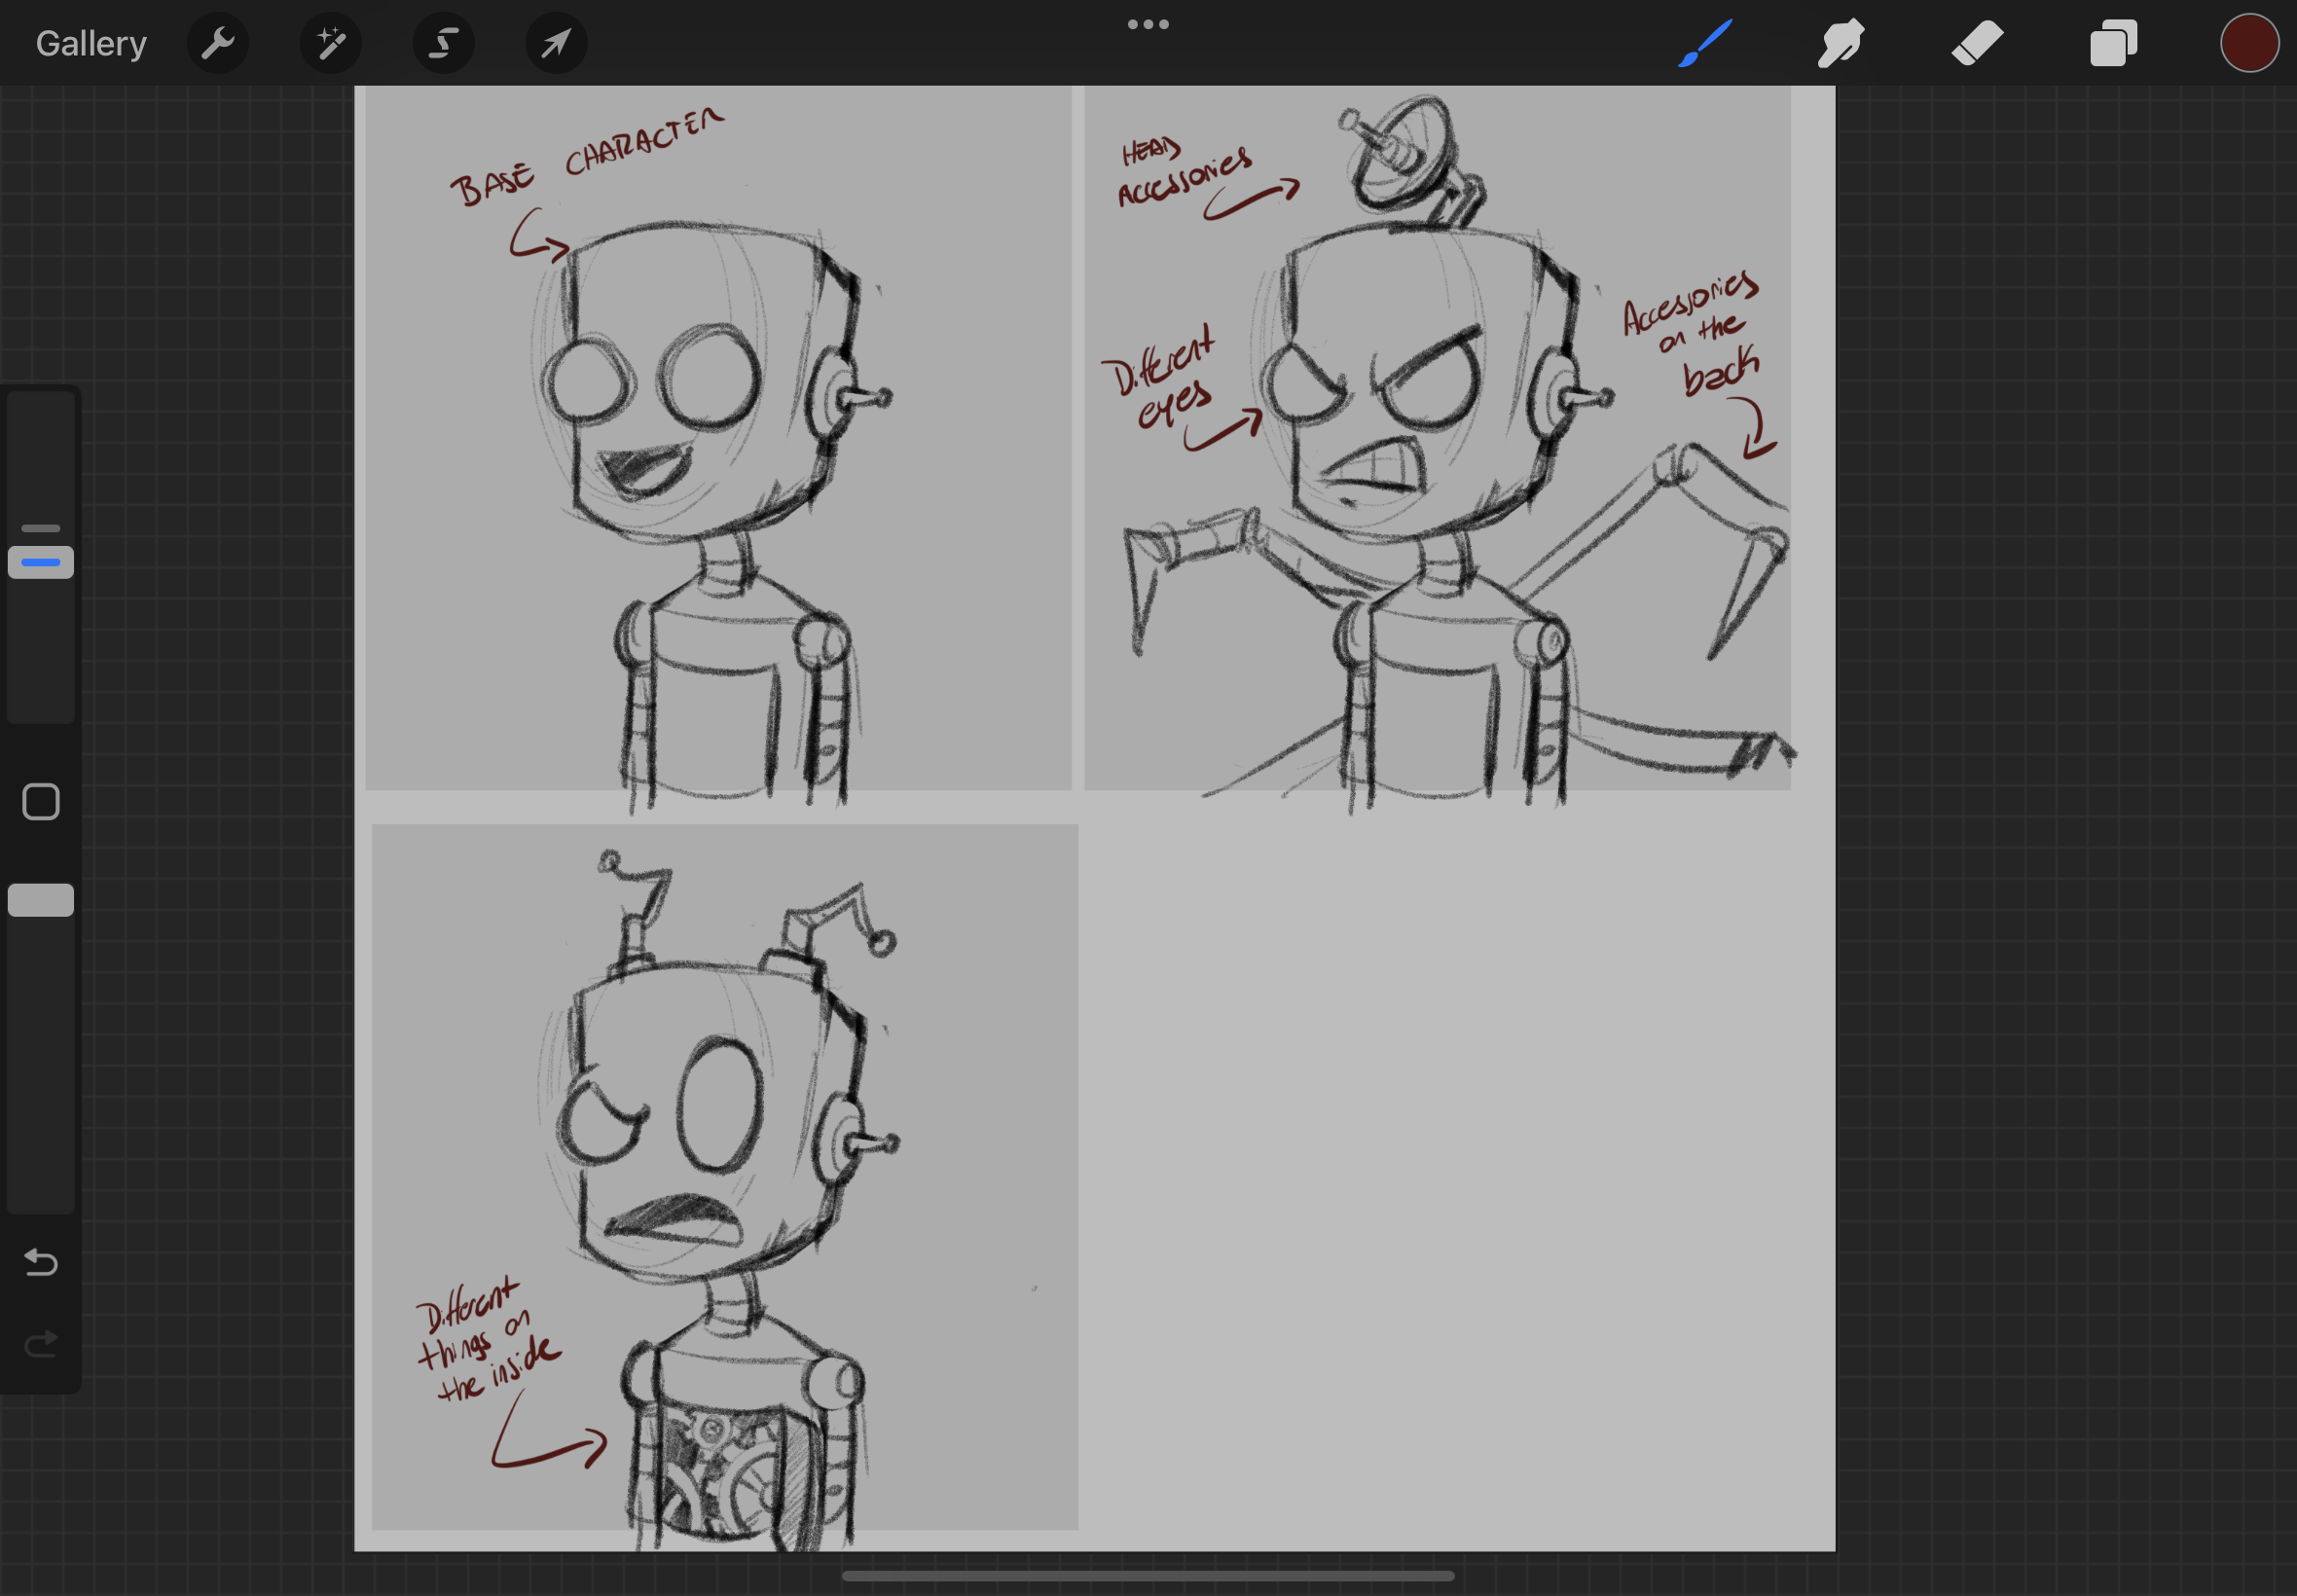 Gallery
BASE CHARACTER
HEAD
Accessories
Different
eyes
Accessories
on the
back
Different
things on
the inside